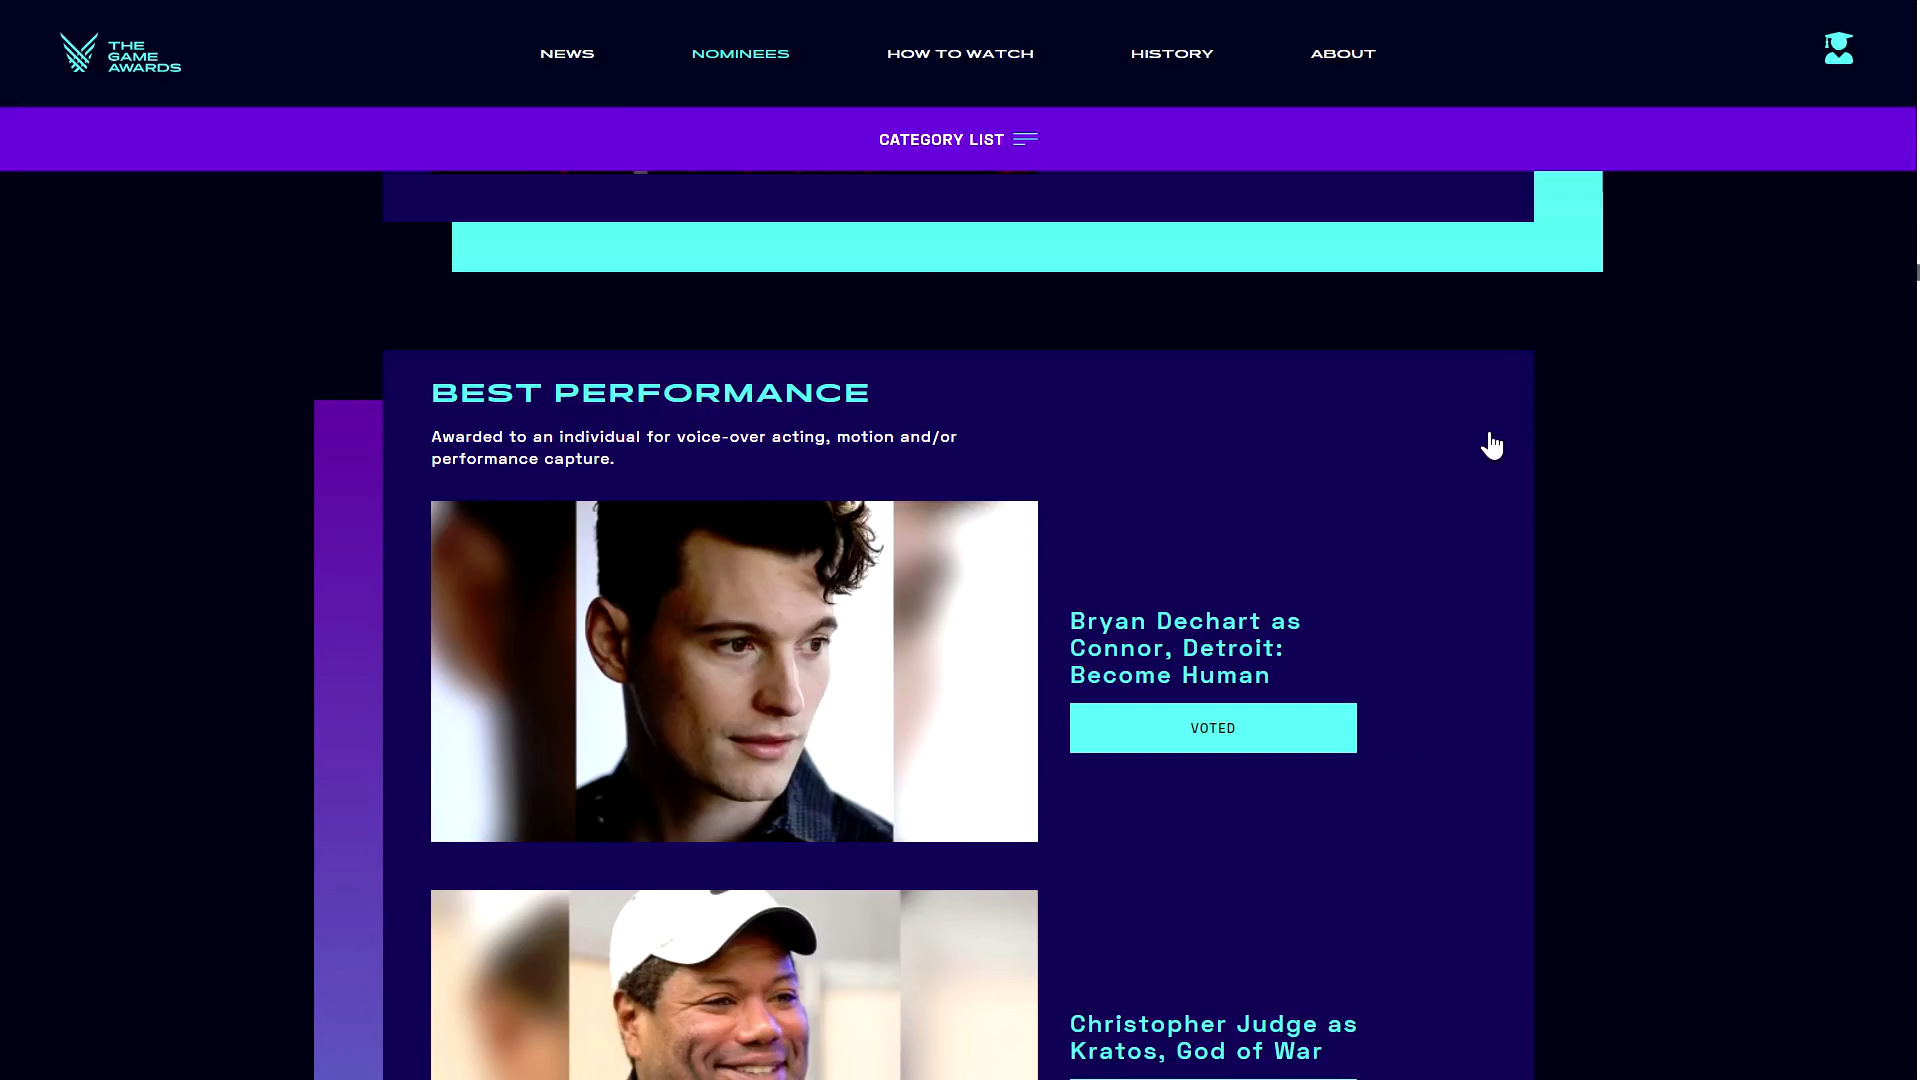 THE
GAME
AWARDS
NEWS
NOMINEES
HOW TO WATCH
HISTORY
ABOUT
CATEGORY LIST
BEST PERFORMANCE
Awarded to an individual for voice-over acting, motion and/or
performance capture.
Bryan Dechart as
Connor, Detroit:
Become Human
VOTED
Christopher Judge as
Kratos, God of War